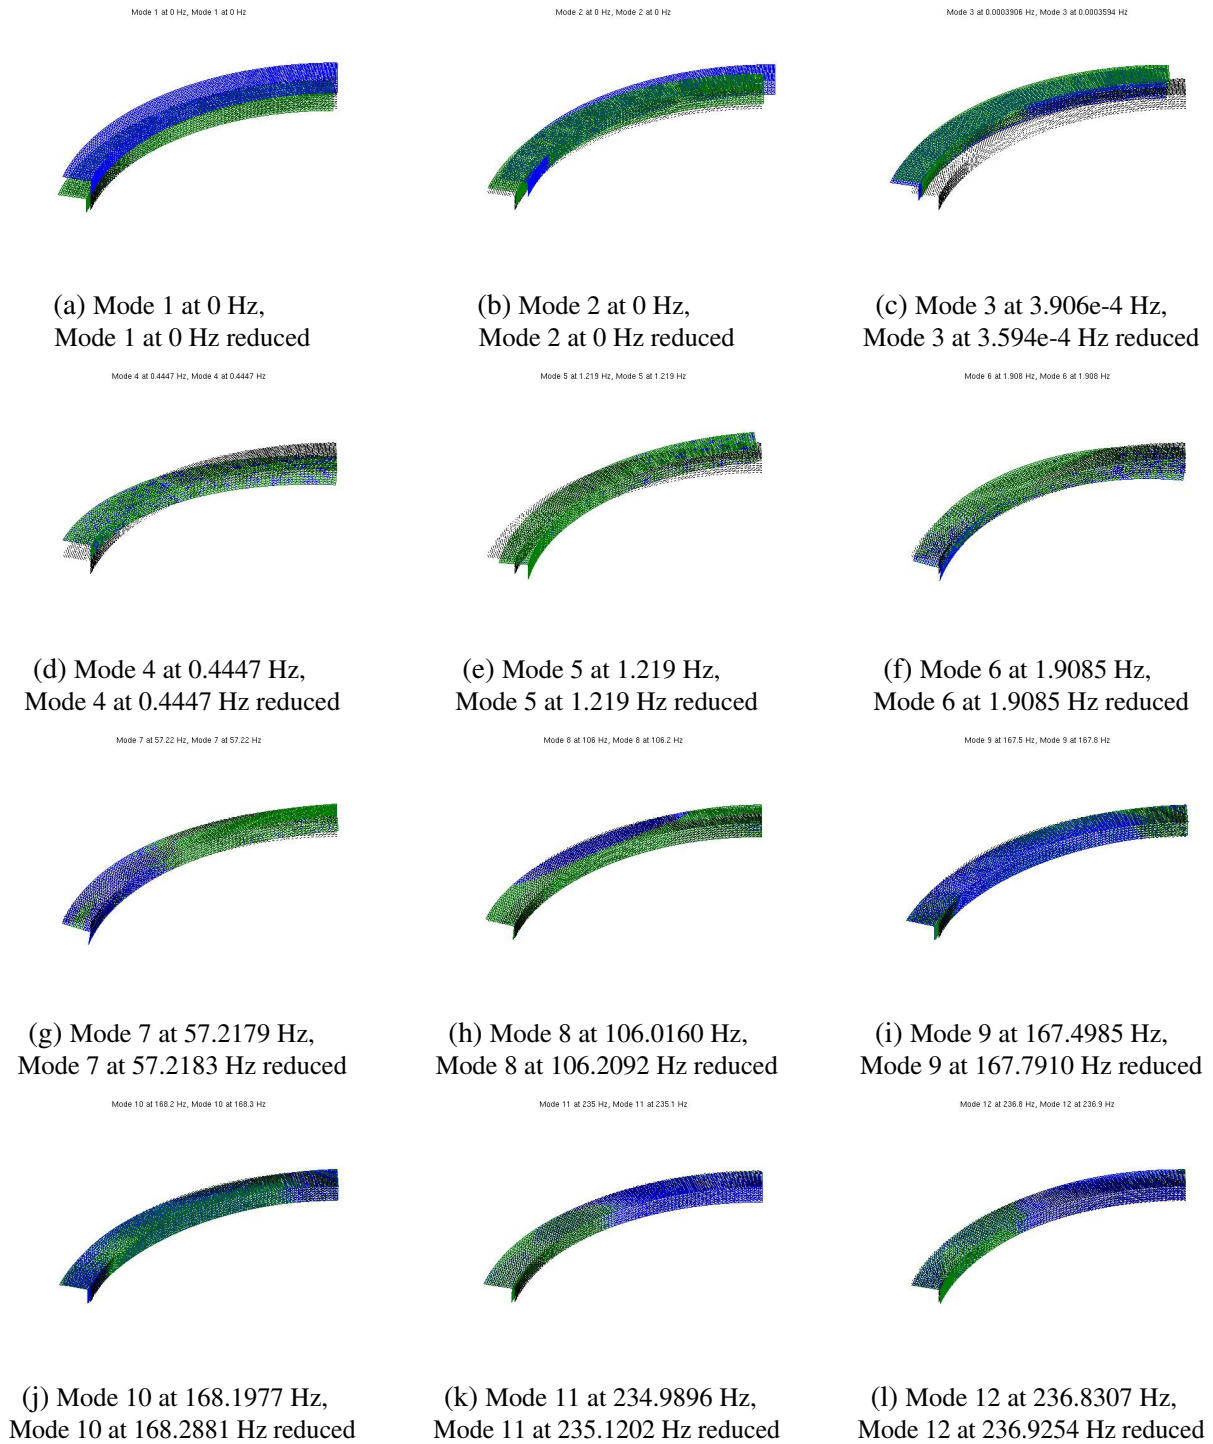 Mode 1 at 0 Hz, Mode 1 at 0 Hz
Mode 2 at 0 Hz, Mode 2 at 0 Hz
Mode 3 at 0.0003906 Hz, Mode 3 at 0.0003594 Hz
(a) Mode 1 at 0 Hz,
Mode 1 at 0 Hz reduced
(b) Mode 2 at 0 Hz,
Mode 2 at 0 Hz reduced
(c) Mode 3 at 3.906e-4 Hz,
Mode 3 at 3.594e-4 Hz reduced
Mode 4 at 0.4447 Hz, Mode 4 at 0.4447 Hz
Mode 5 at 1.219 Hz, Mode 5 at 1.219 Hz
Mode 6 at 1.908 Hz, Mode 6 at 1.908 Hz
(d) Mode 4 at 0.4447 Hz,
Mode 4 at 0.4447 Hz reduced
(e) Mode 5 at 1.219 Hz,
Mode 5 at 1.219 Hz reduced
(f) Mode 6 at 1.9085 Hz,
Mode 6 at 1.9085 Hz reduced
Mode 7 at 57.22 Hz, Mode 7 at 57.22 Hz
Mode 8 at 106 Hz, Mode 8 at 106.2 Hz
Mode 9 at 167.5 Hz, Mode 9 at 167.8 Hz
(g) Mode 7 at 57.2179 Hz,
Mode 7 at 57.2183 Hz reduced
(h) Mode 8 at 106.0160 Hz,
Mode 8 at 106.2092 Hz reduced
(i) Mode 9 at 167.4985 Hz,
Mode 9 at 167.7910 Hz reduced
Mode 10 at 168.2 Hz, Mode 10 at 168.3 Hz
Mode 11 at 235 Hz, Mode 11 at 235.1 Hz
Mode 12 at 236.8 Hz, Mode 12 at 236.9 Hz
(j) Mode 10 at 168.1977 Hz,
Mode 10 at 168.2881 Hz reduced
(k) Mode 11 at 234.9896 Hz,
Mode 11 at 235.1202 Hz reduced
(l) Mode 12 at 236.8307 Hz,
Mode 12 at 236.9254 Hz reduced